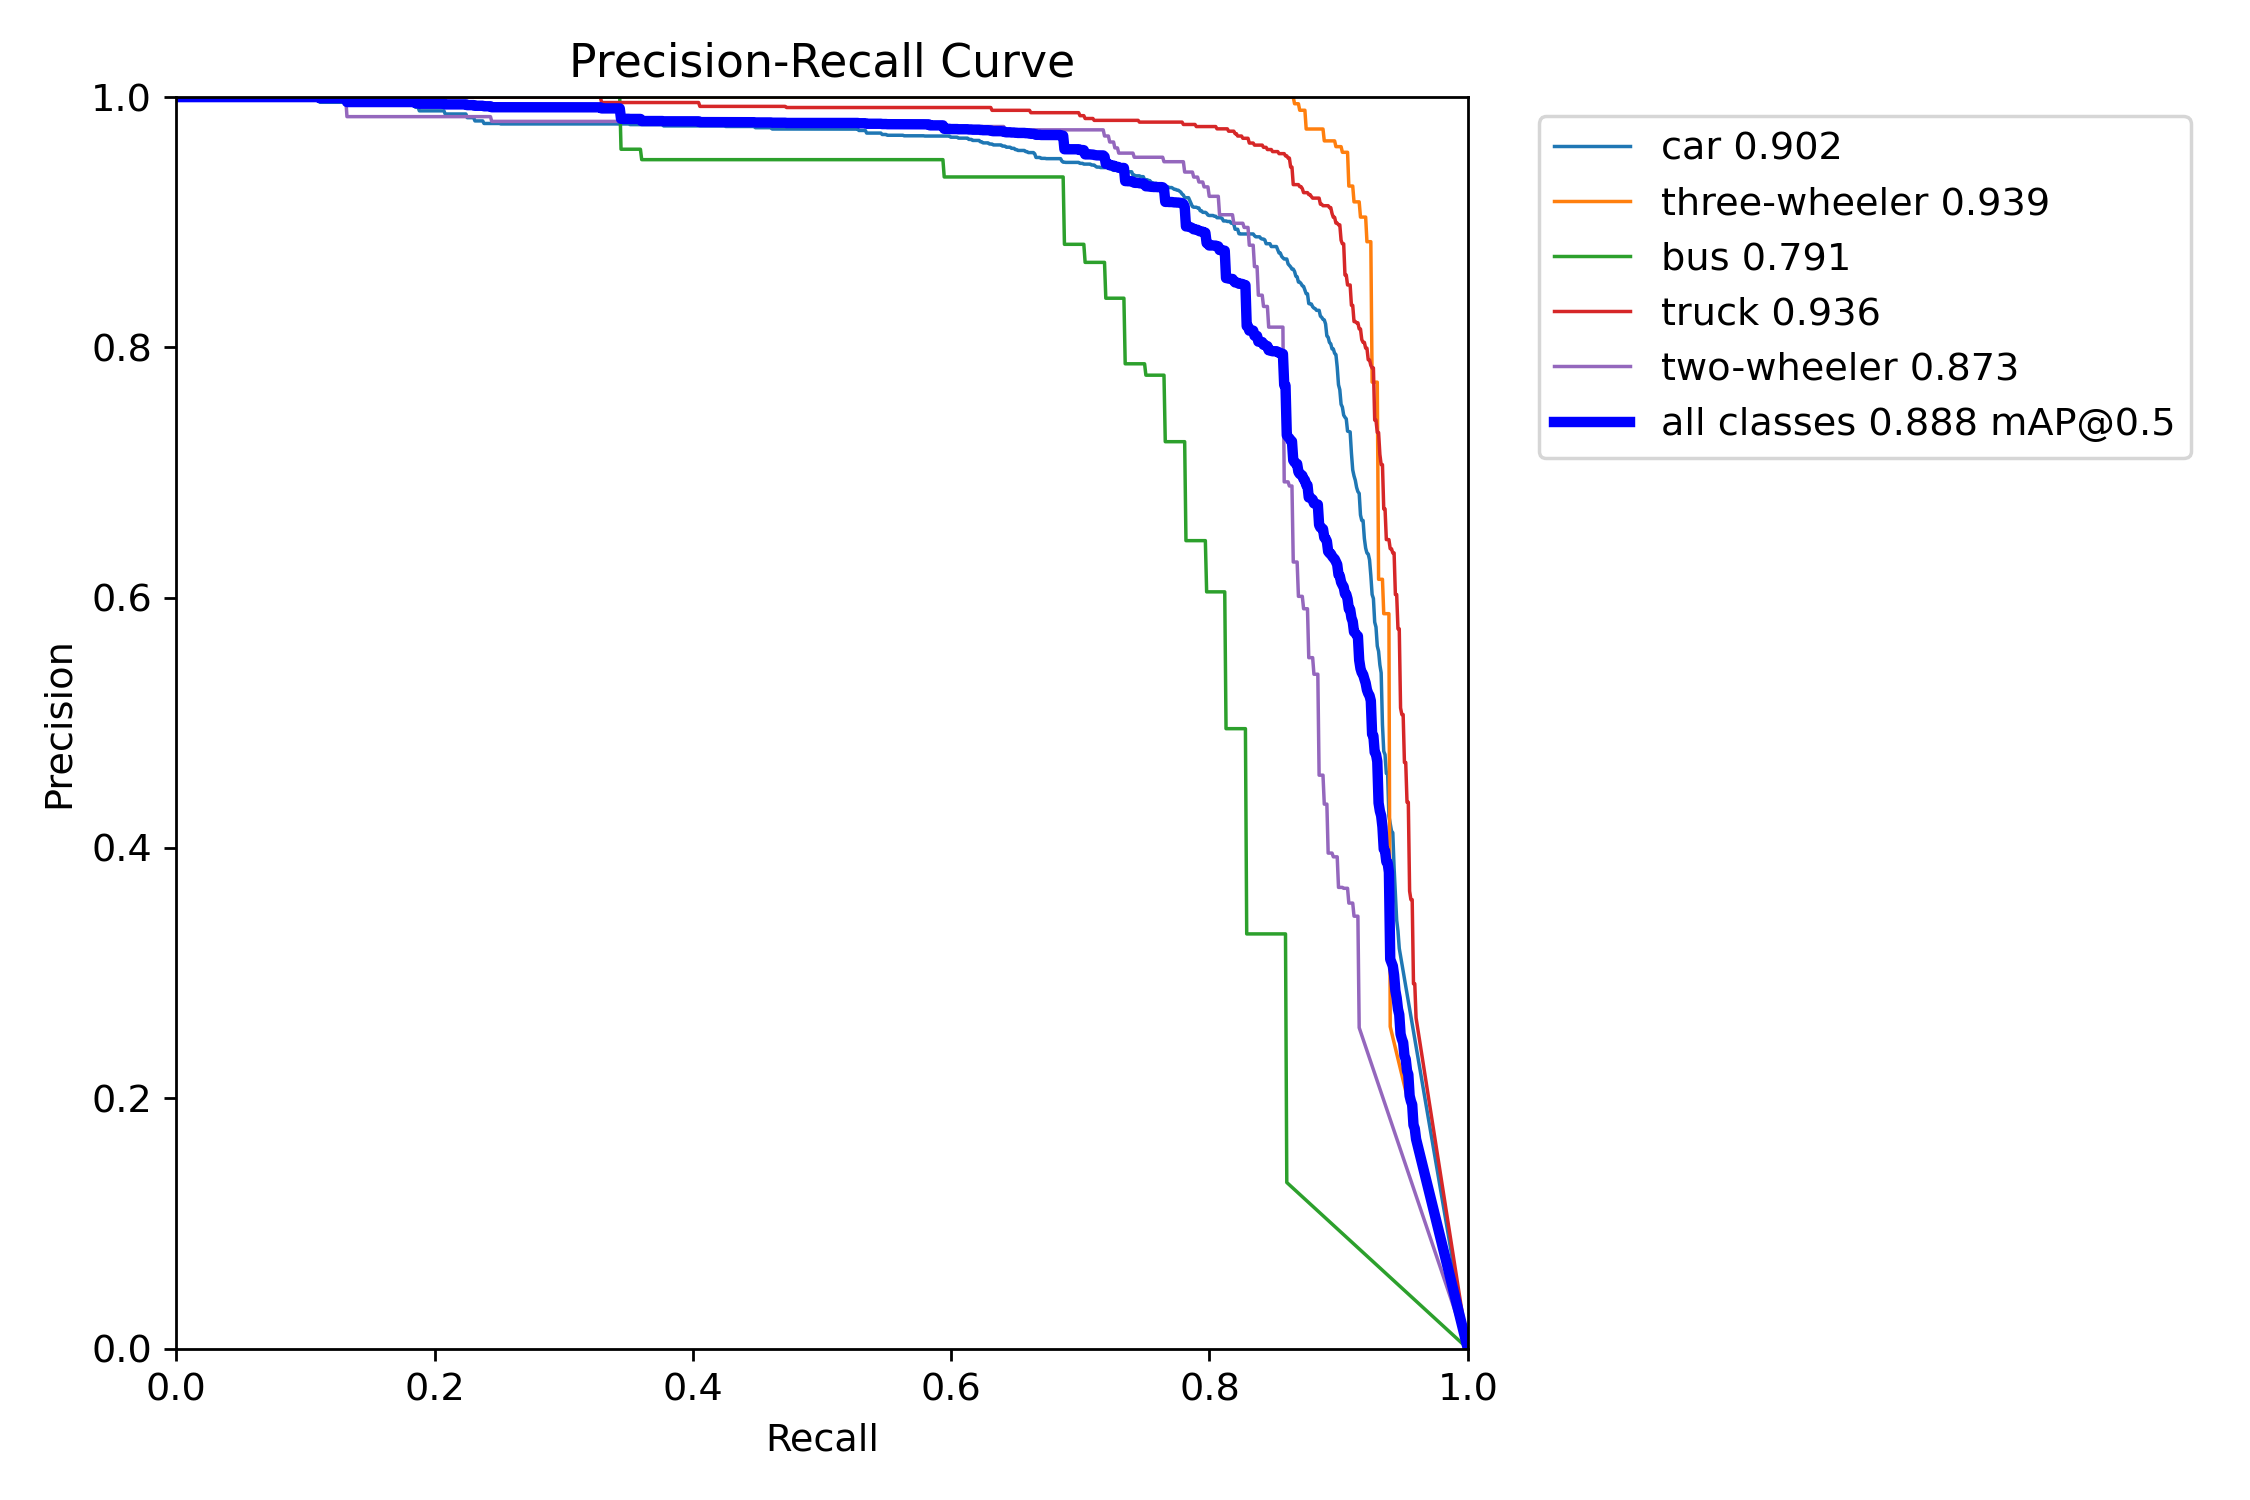 Precision-Recall Curve
1.0
0.8
0.6
0.4
0.2
0.0
Precision
0.0 0.2 0.4 0.6 0.8 1.0
Recall
car 0.902
three-wheeler 0.939
bus 0.791
truck 0.936
two-wheeler 0.873
all classes 0.888 mAP@0.5